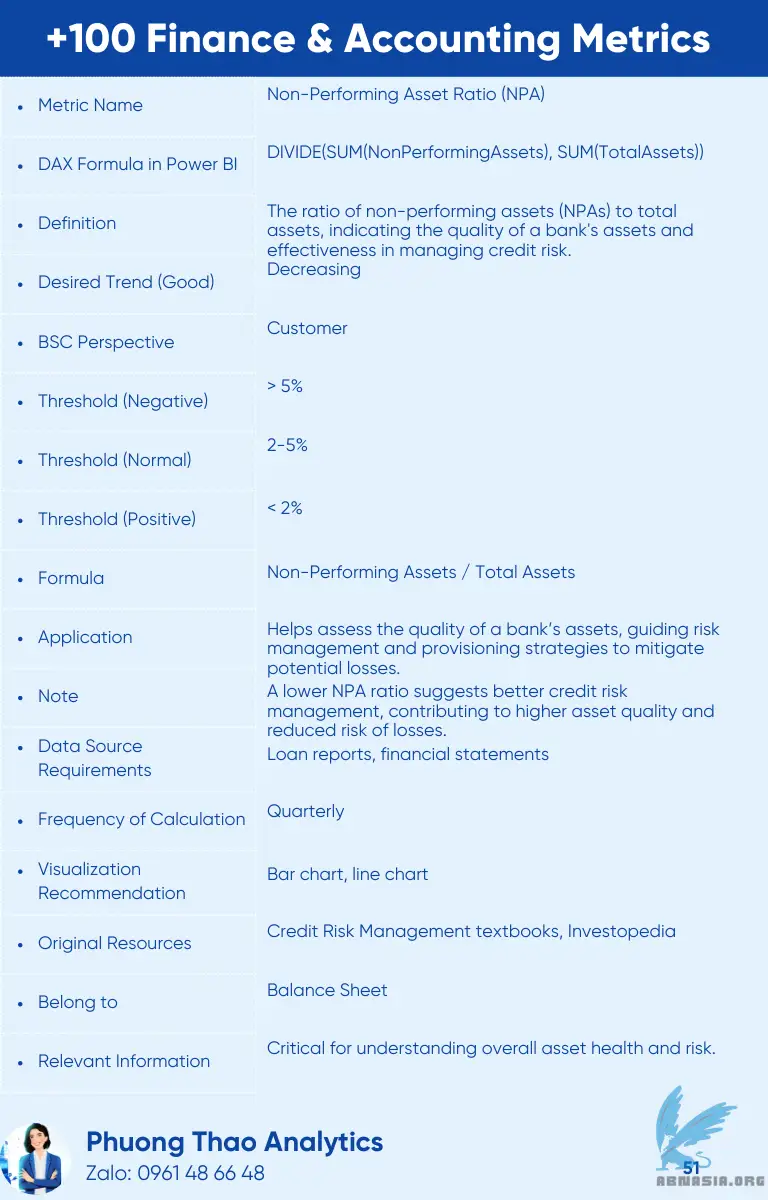 +100 Finance & Accounting Metrics
• Metric Name
Non-Performing Asset Ratio (NPA)
• DAX Formula in Power BI
DIVIDE(SUM(NonPerformingAssets), SUM(TotalAssets))
• Definition
The ratio of non-performing assets (NPAs) to total
assets, indicating the quality of a bank's assets and
effectiveness in managing credit risk.
• Desired Trend (Good)
Decreasing
• BSC Perspective
Customer
• Threshold (Negative)
> 5%
• Threshold (Normal)
2-5%
• Threshold (Positive)
< 2%
• Formula
Non-Performing Assets / Total Assets
• Application
Helps assess the quality of a bank’s assets, guiding risk
management and provisioning strategies to mitigate
potential losses.
• Note
A lower NPA ratio suggests better credit risk
management, contributing to higher asset quality and
reduced risk of losses.
• Data Source
Requirements
Loan reports, financial statements
• Frequency of Calculation
Quarterly
• Visualization
Recommendation
Bar chart, line chart
• Original Resources
Credit Risk Management textbooks, Investopedia
• Belong to
Balance Sheet
• Relevant Information
Critical for understanding overall asset health and risk.
Phuong Thao Analytics
Zalo: 0961 48 66 48
51
ABNASIA.ORG